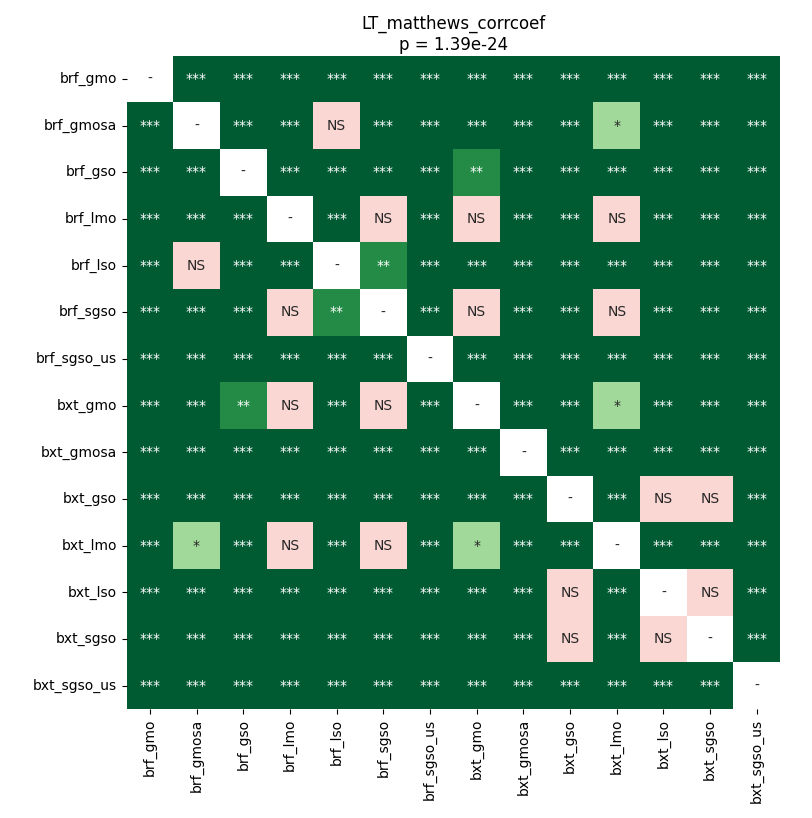 LT_matthews_corrcoef
p = 1.39e-24
brf_gmo - *** *** *** *** *** *** *** *** *** *** *** *** ***
brf_gmosa *** - *** *** NS *** *** *** *** *** * *** *** ***
brf_gso *** *** - *** *** *** *** ** *** *** *** *** *** ***
brf_lmo *** *** *** - *** NS *** NS *** *** NS *** *** ***
brf_lso *** NS *** *** - ** *** *** *** *** *** *** *** ***
brf_sgso *** *** *** NS ** - *** NS *** *** NS *** *** ***
brf_sgso_us *** *** *** *** *** *** - *** *** *** *** *** *** ***
bxt_gmo *** *** ** NS *** NS *** - *** *** * *** *** ***
bxt_gmosa *** *** *** *** *** *** *** *** - *** *** *** *** ***
bxt_gso *** *** *** *** *** *** *** *** *** - *** NS NS ***
bxt_lmo *** * *** NS *** NS *** * *** *** - *** *** ***
bxt_lso *** *** *** *** *** *** *** *** *** NS *** - NS ***
bxt_sgso *** *** *** *** *** *** *** *** *** NS *** NS - ***
bxt_sgso_us *** *** *** *** *** *** *** *** *** *** *** *** *** -
brf_gmo brf_gmosa brf_gso brf_lmo brf_lso brf_sgso brf_sgso_us bxt_gmo bxt_gmosa bxt_gso bxt_lmo bxt_lso bxt_sgso bxt_sgso_us